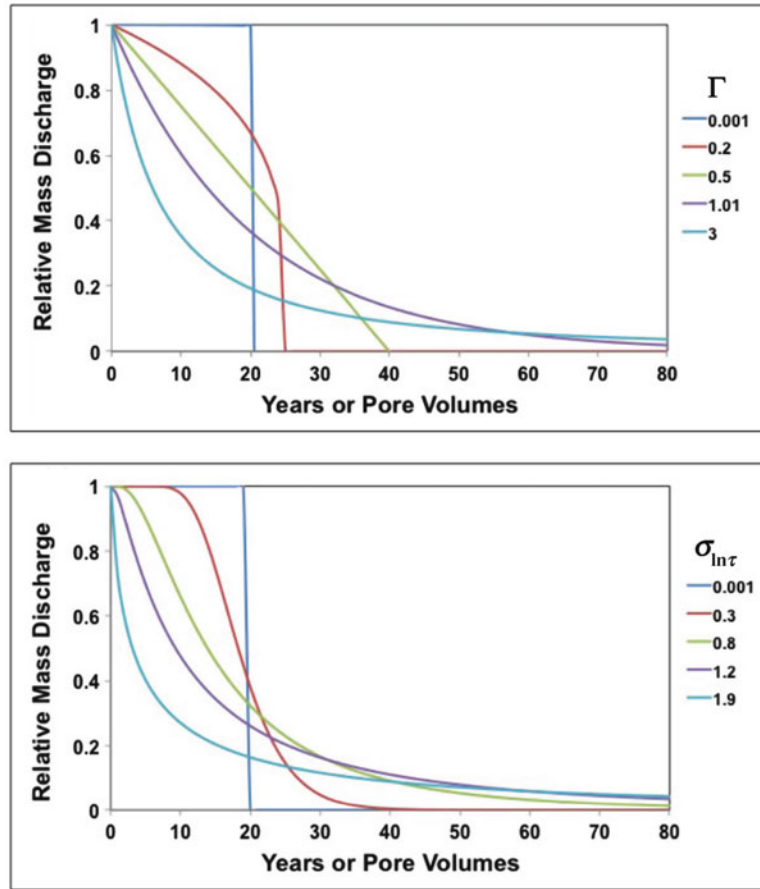 Relative Mass Discharge
1
0.8
0.6
0.4
0.2
0
0 10 20 30 40 50 60 70 80
Years or Pore Volumes
Γ
0.001
0.2
0.5
1.01
3
Relative Mass Discharge
1
0.8
0.6
0.4
0.2
0
0 10 20 30 40 50 60 70 80
Years or Pore Volumes
σ_{ln τ}
0.001
0.3
0.8
1.2
1.9